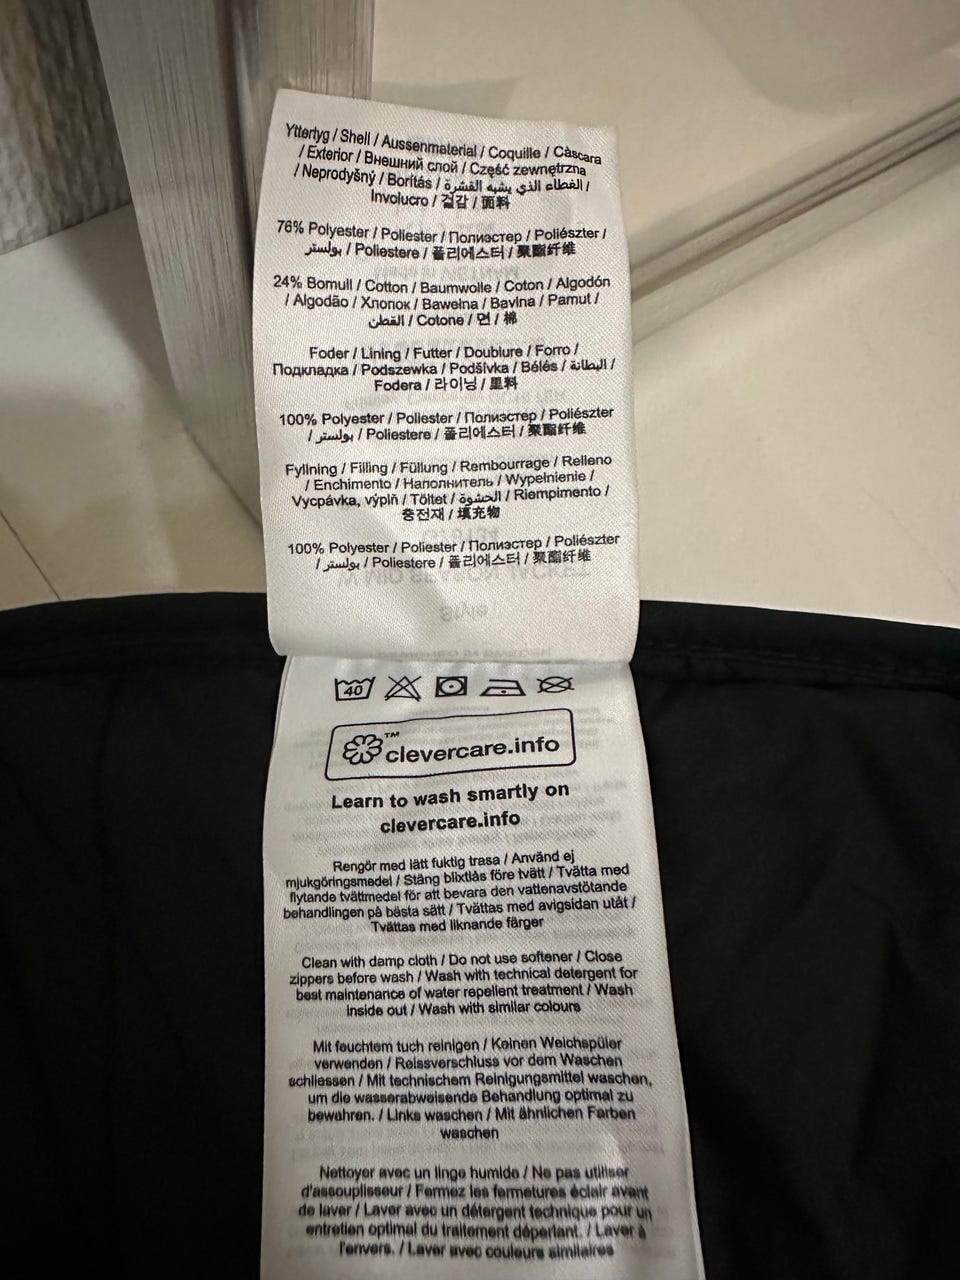 Yttertyg / Shell / Aussenmaterial / Coquille / Càscara
/ Exterior / Внешний слой / Część zewnętrzna
/ Neprodyšný / Borítás / الغطاء الذي يشبه القشرة /
Involucro / 겉감 / 面料
76% Polyester / Poliester / Полиэстер / Poliészter /
بولستر / Poliestere / 폴리에스터 / 聚酯纤维
24% Bomull / Cotton / Baumwolle / Coton / Algodón
/ Algodão / Хлопок / Bawełna / Bavlna / Pamut /
القطن / Cotone / 면 / 棉
Foder / Lining / Futter / Doublure / Forro /
Подкладка / Podszewka / Podšívka / Bélés / البطانة /
Fodera / 라이닝 / 里料
100% Polyester / Poliester / Полиэстер / Poliészter
/ بولستر / Poliestere / 폴리에스터 / 聚酯纤维
Fyllning / Filling / Füllung / Rembourrage / Relleno
/ Enchimento / Наполнитель / Wypełnienie /
Vycpávka, výplň / Töltet / الحشوة / Riempimento /
충전재 / 填充物
100% Polyester / Poliester / Полиэстер / Poliészter
/ بولستر / Poliestere / 폴리에스터 / 聚酯纤维
40
™
clevercare.info
Learn to wash smartly on
clevercare.info
Rengör med lätt fuktig trasa / Använd ej
mjukgöringsmedel / Stäng blixtlås före tvätt / Tvätta med
flytande tvättmedel för att bevara den vattenavstötande
behandlingen på bästa sätt / Tvättas med avigsidan utåt /
Tvättas med liknande färger
Clean with damp cloth / Do not use softener / Close
zippers before wash / Wash with technical detergent for
best maintenance of water repellent treatment / Wash
inside out / Wash with similar colours
Mit feuchtem tuch reinigen / Keinen Weichspüler
verwenden / Reissverschluss vor dem Waschen
schliessen / Mit technischem Reinigungsmittel waschen,
um die wasserabweisende Behandlung optimal zu
bewahren. / Links waschen / Mit ähnlichen Farben
waschen
Nettoyer avec un linge humide / Ne pas utiliser
d'assouplisseur / Fermez les fermetures éclair avant
de laver / Laver avec un détergent technique pour un
entretien optimal du traitement déperlant. / Laver à
l'envers. / Laver avec couleurs similaires